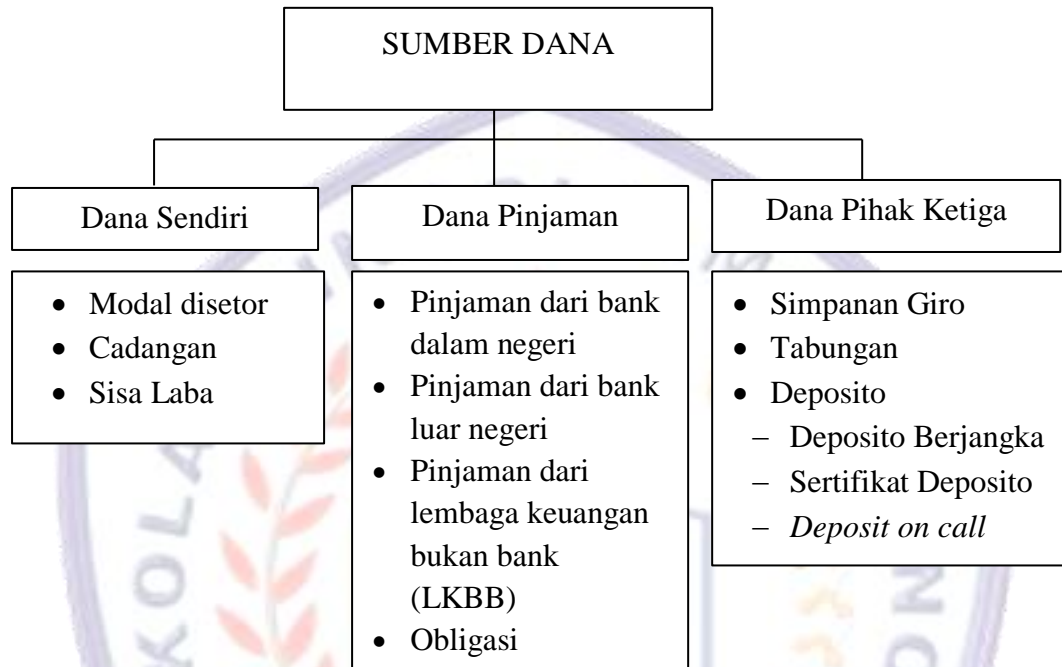 SUMBER DANA
Dana Sendiri
Dana Pinjaman
Dana Pihak Ketiga
• Modal disetor
• Cadangan
• Sisa Laba
• Pinjaman dari bank
dalam negeri
• Pinjaman dari bank
luar negeri
• Pinjaman dari
lembaga keuangan
bukan bank
(LKBB)
• Obligasi
• Simpanan Giro
• Tabungan
• Deposito
– Deposito Berjangka
– Sertifikat Deposito
– Deposit on call